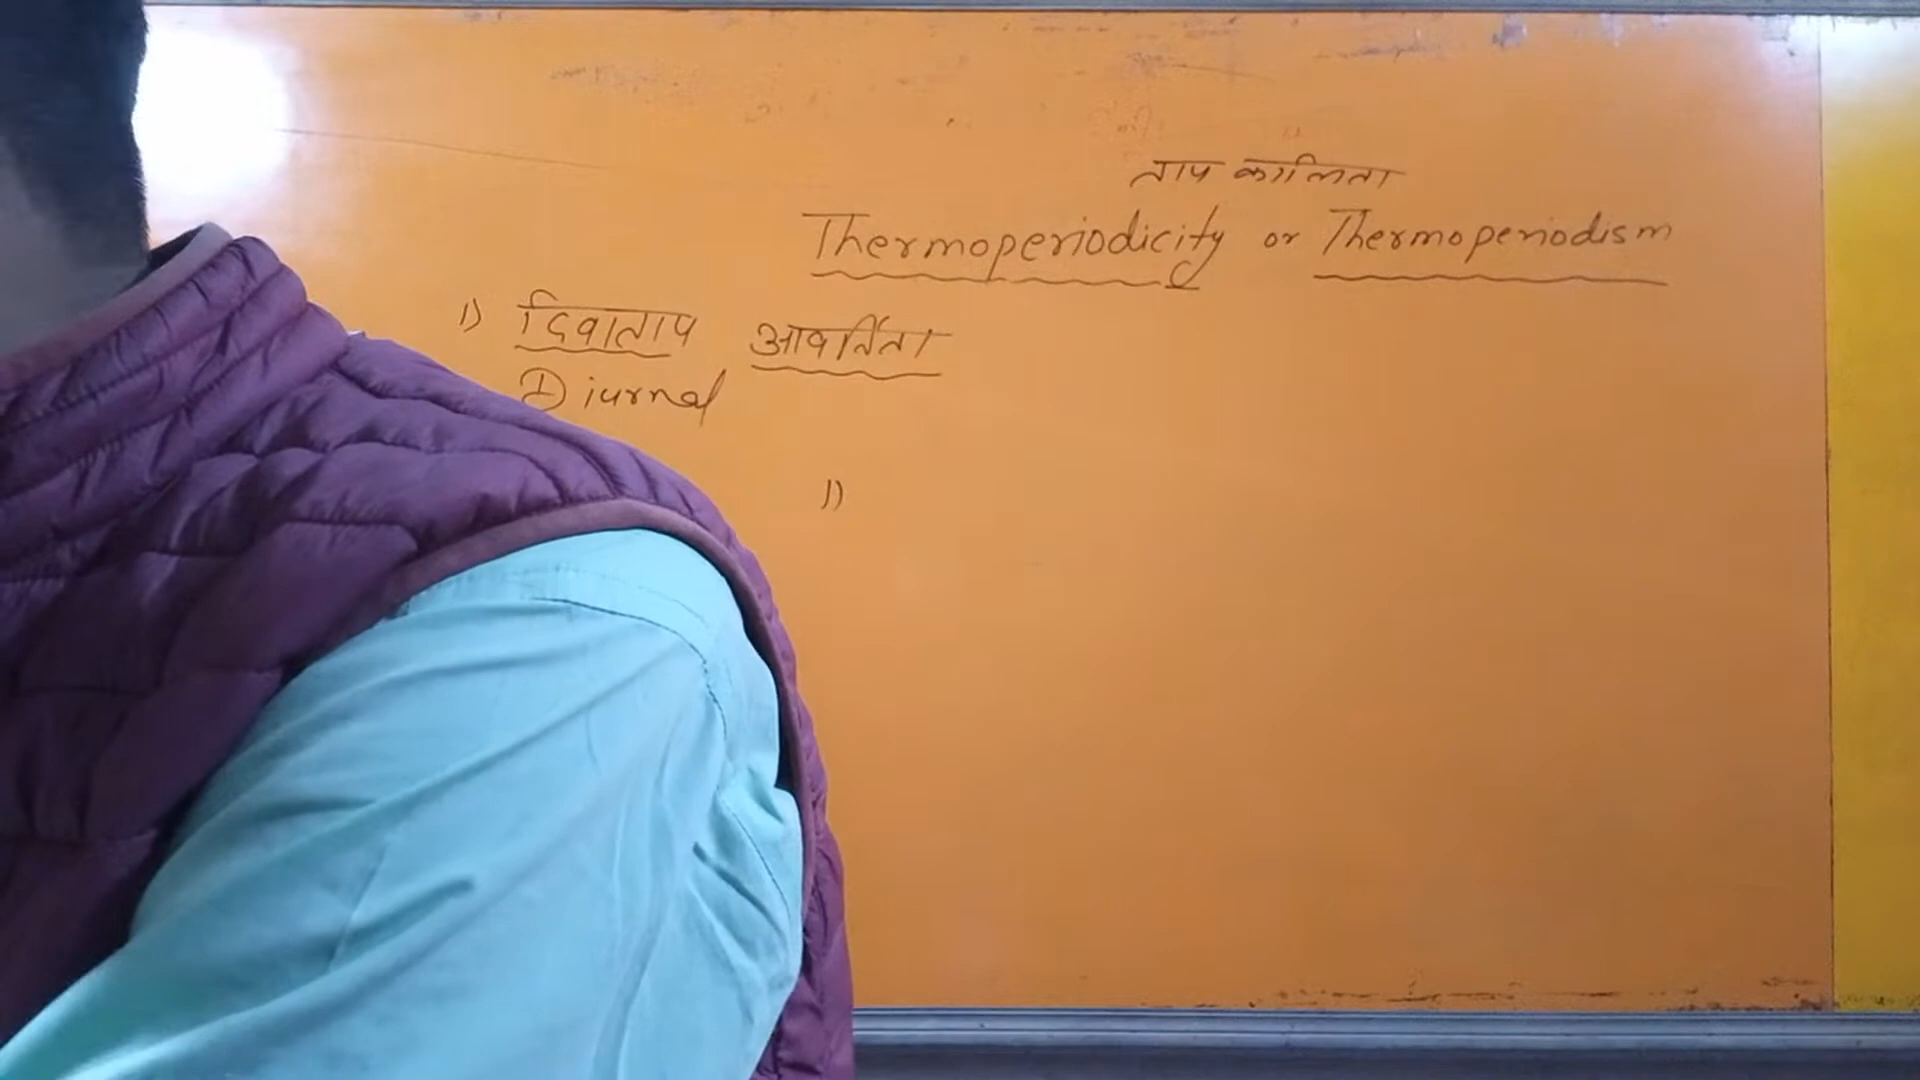 ताप कालिता
Thermoperiodicity or Thermoperiodism
1) दिवाताप आवर्तिता
Diurnal
1)